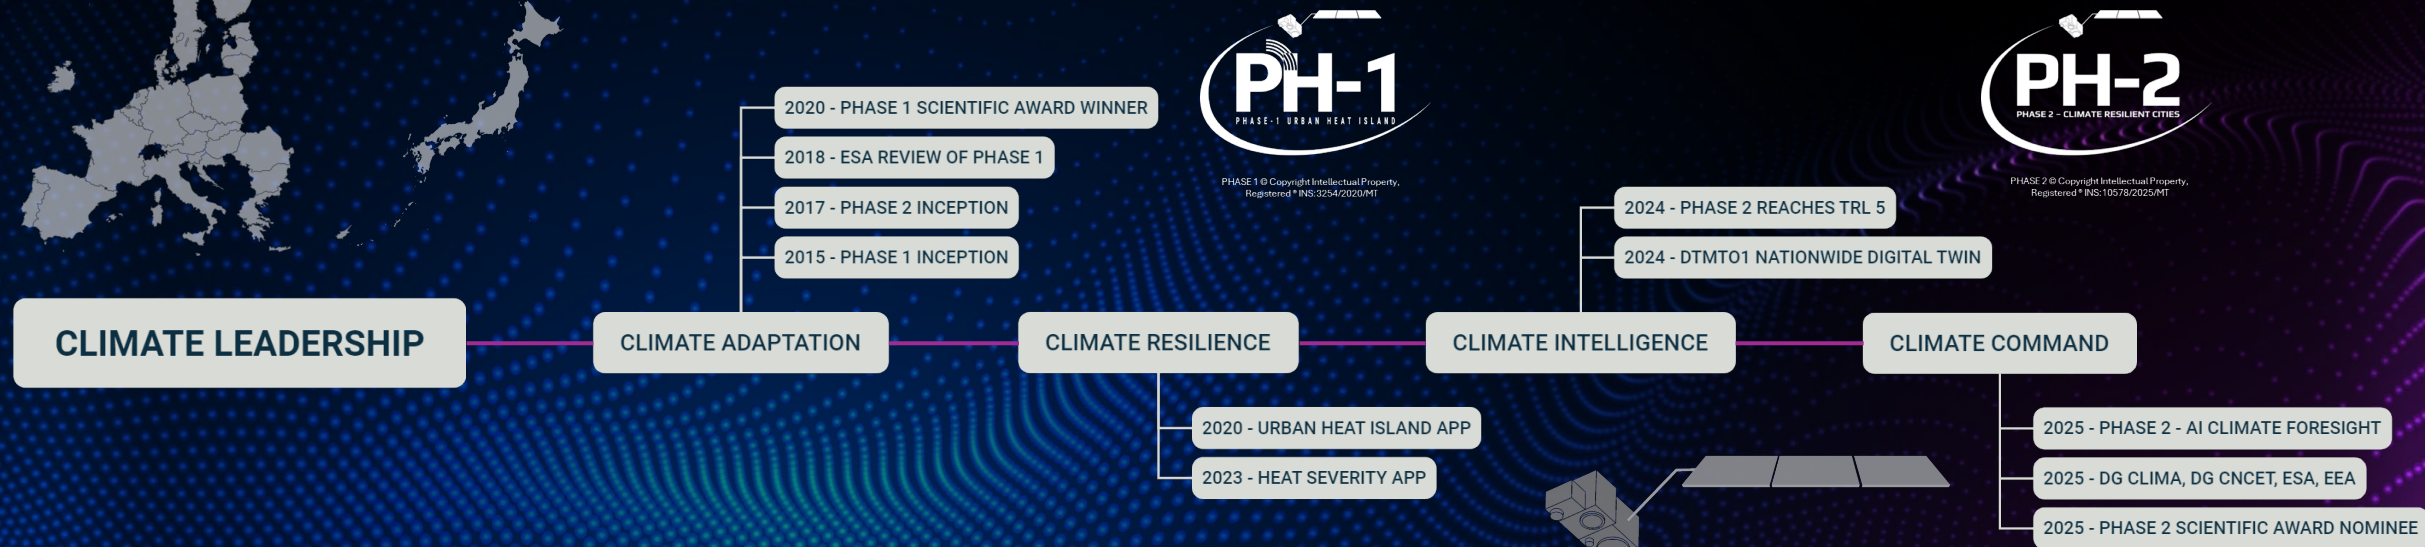 PH-1
PHASE-1 URBAN HEAT ISLAND
PHASE 1 © Copyright Intellectual Property,
Registered ® INS:3254/2020/MT
PH-2
PHASE 2 – CLIMATE RESILIENT CITIES
PHASE 2 © Copyright Intellectual Property,
Registered ® INS:10578/2025/MT
CLIMATE LEADERSHIP
CLIMATE ADAPTATION
2020 - PHASE 1 SCIENTIFIC AWARD WINNER
2018 - ESA REVIEW OF PHASE 1
2017 - PHASE 2 INCEPTION
2015 - PHASE 1 INCEPTION
CLIMATE RESILIENCE
2020 - URBAN HEAT ISLAND APP
2023 - HEAT SEVERITY APP
CLIMATE INTELLIGENCE
2024 - PHASE 2 REACHES TRL 5
2024 - DTMTO1 NATIONWIDE DIGITAL TWIN
CLIMATE COMMAND
2025 - PHASE 2 - AI CLIMATE FORESIGHT
2025 - DG CLIMA, DG CNCET, ESA, EEA
2025 - PHASE 2 SCIENTIFIC AWARD NOMINEE